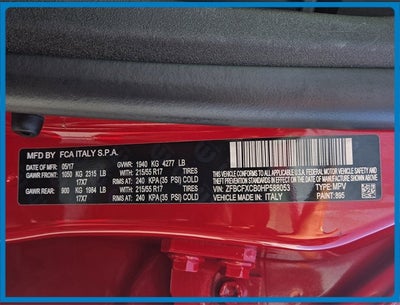 MFD BY FCA ITALY S.P.A.
DATE OF MFR: 05/17 GVWR: 1940 KG 4277 LB
GAWR FRONT: 1050 KG 2315 LB WITH: 215/55 R17 TIRES
17X7 RIMS AT: 240 KPA (35 PSI) COLD
GAWR REAR: 900 KG 1984 LB WITH: 215/55 R17 TIRES
17X7 RIMS AT: 240 KPA (35 PSI) COLD
THIS VEHICLE CONFORMS TO ALL APPLICABLE U.S.A.
FEDERAL MOTOR VEHICLE SAFETY, BUMPER, AND THEFT
PREVENTION STANDARDS IN EFFECT ON THE DATE OF MANUFACTURE
SHOWN ABOVE.
VIN: ZFBCFXCB0HP588053 TYPE: MPV
VEHICLE MADE IN: ITALY PAINT: 895